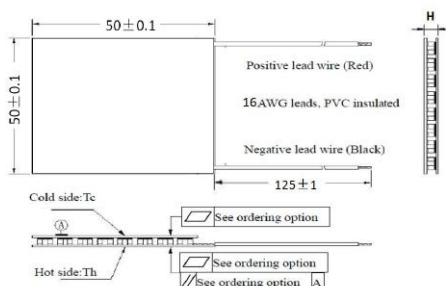 50±0.1
H
50±0.1
Positive lead wire (Red)
16AWG leads, PVC insulated
Negative lead wire (Black)
125±1
Cold side:Tc
A
See ordering option
Hot side:Th
See ordering option
See ordering option A